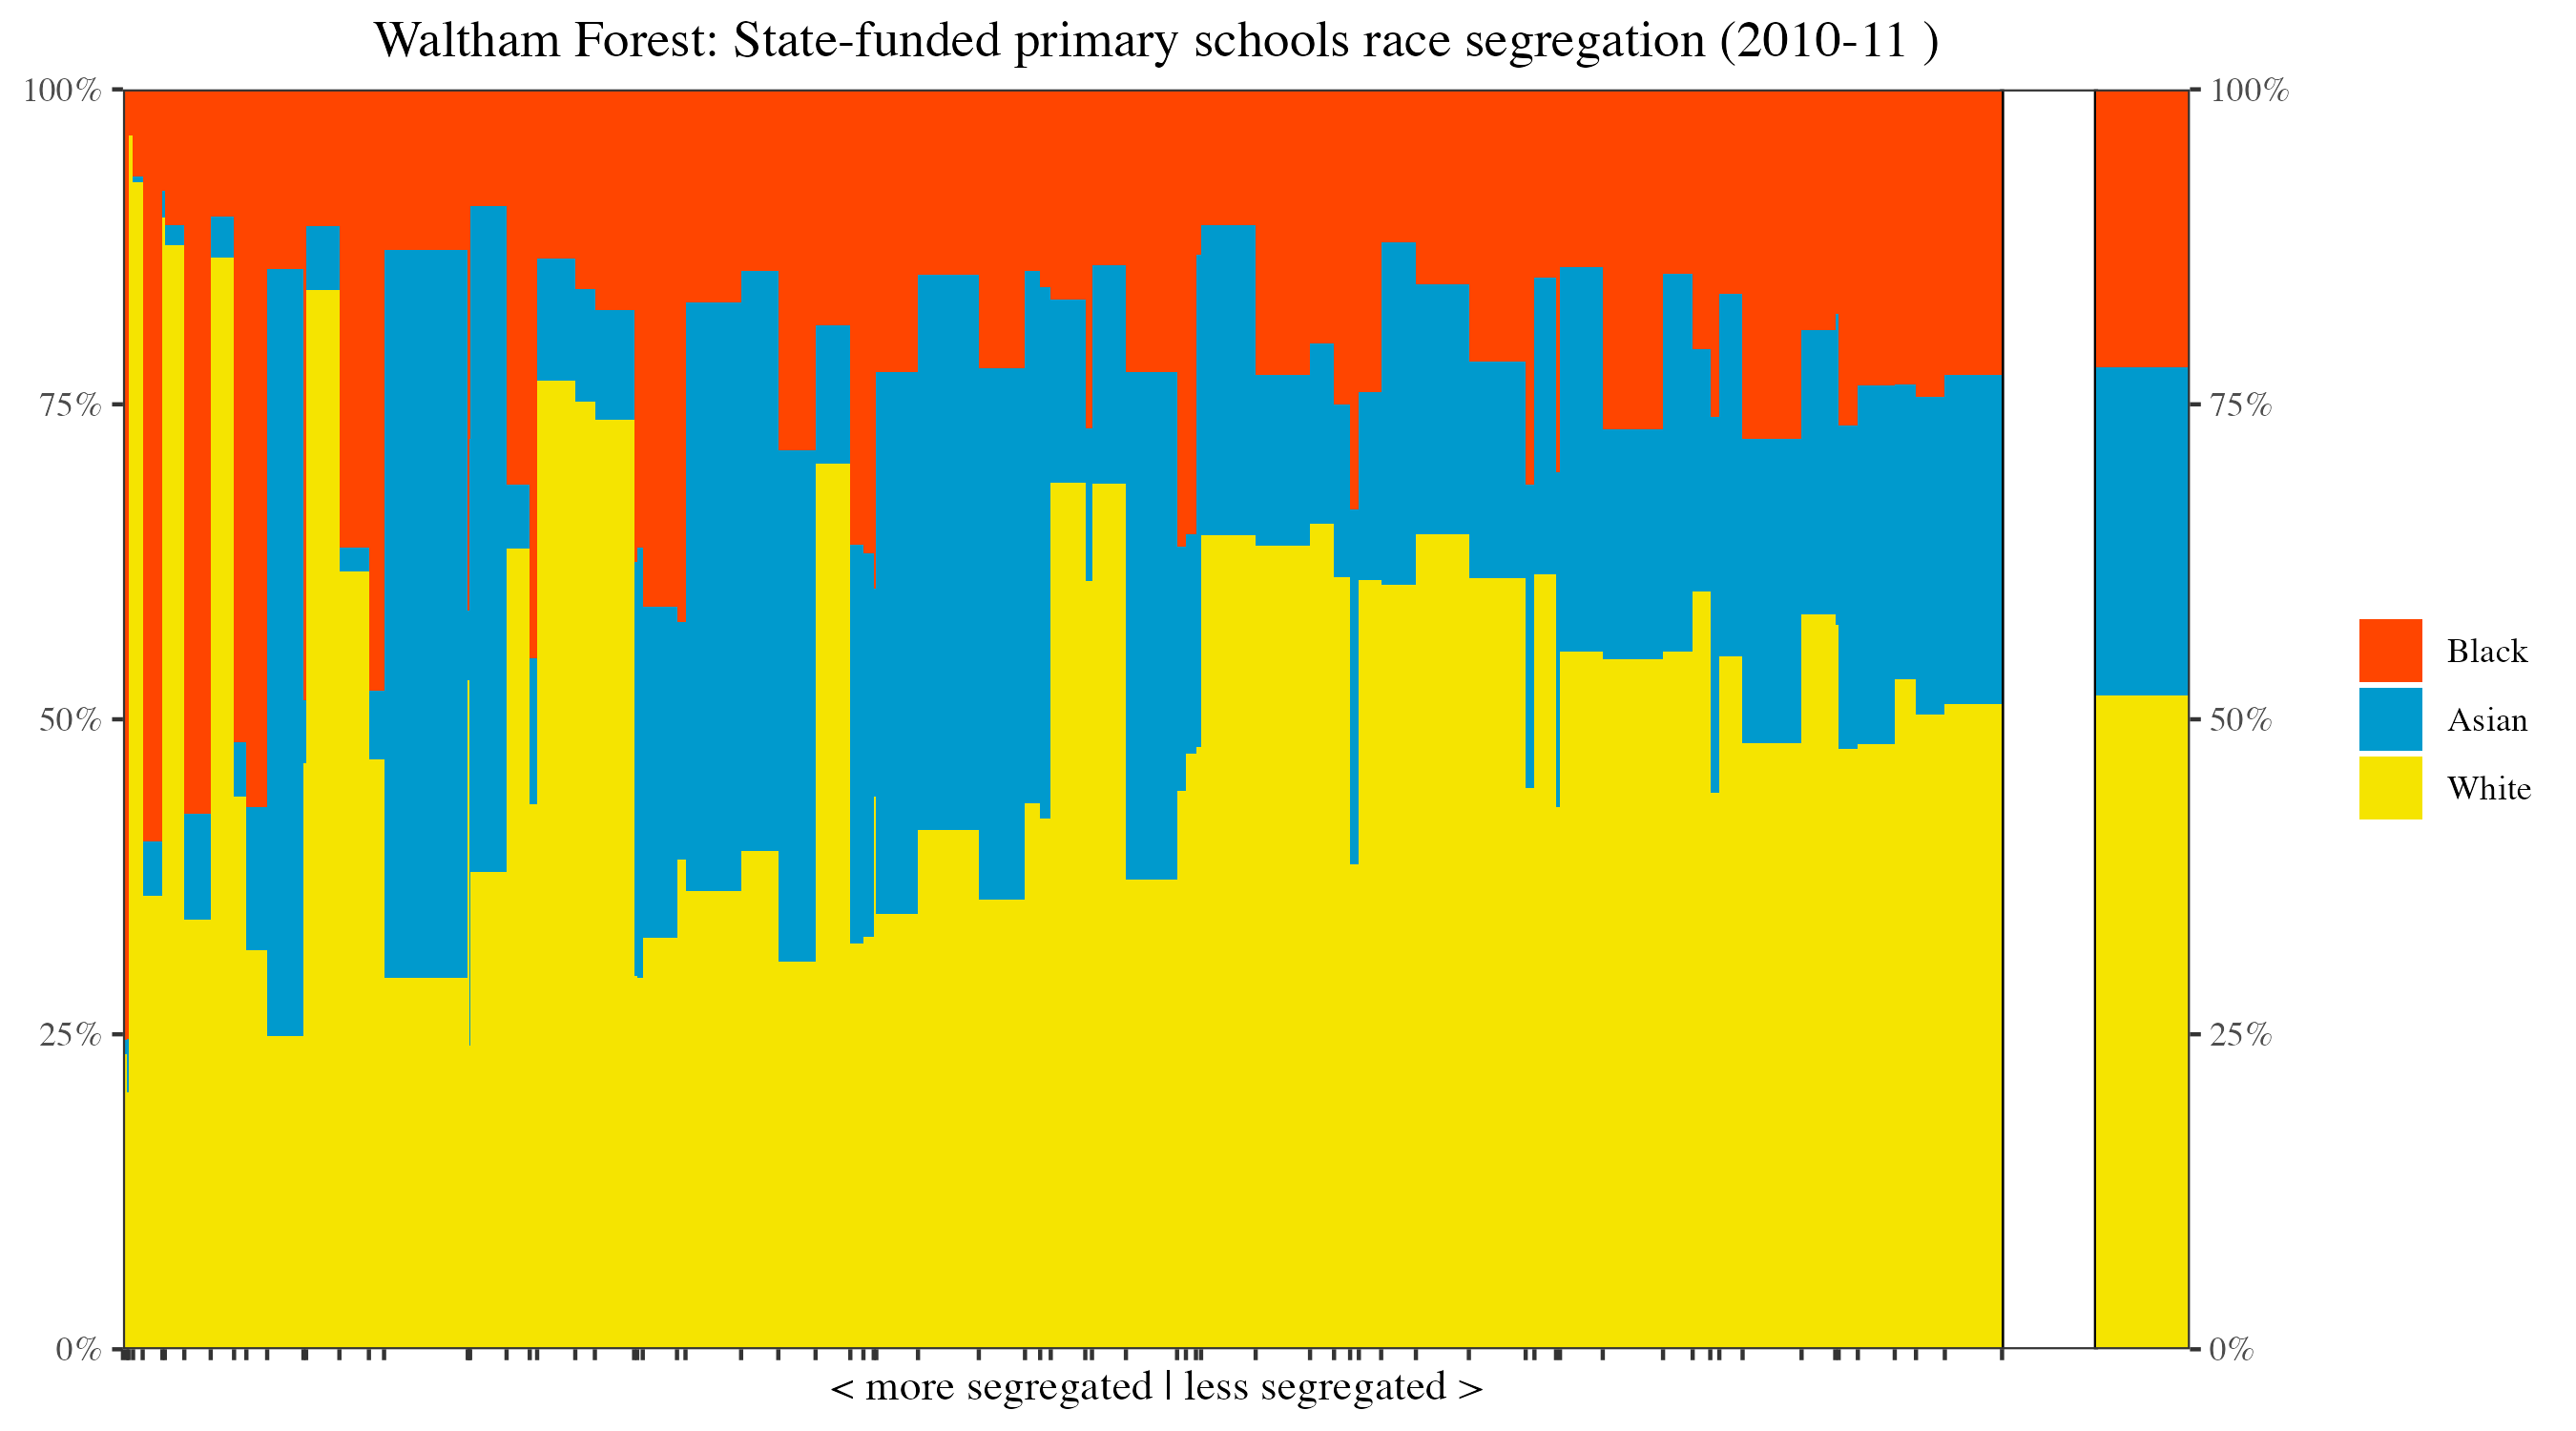 Waltham Forest: State-funded primary schools race segregation (2010-11 )
100%
75%
50%
25%
0%
100%
75%
50%
25%
0%
Black
Asian
White
< more segregated | less segregated >